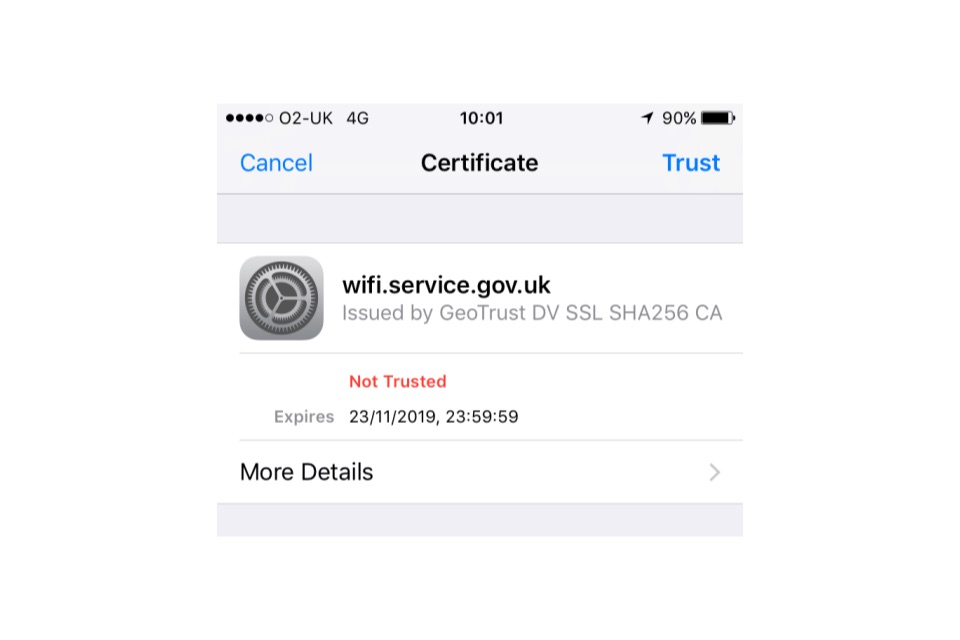 O2-UK 4G 10:01 90%
Cancel Certificate Trust
wifi.service.gov.uk
Issued by GeoTrust DV SSL SHA256 CA
Not Trusted
Expires 23/11/2019, 23:59:59
More Details